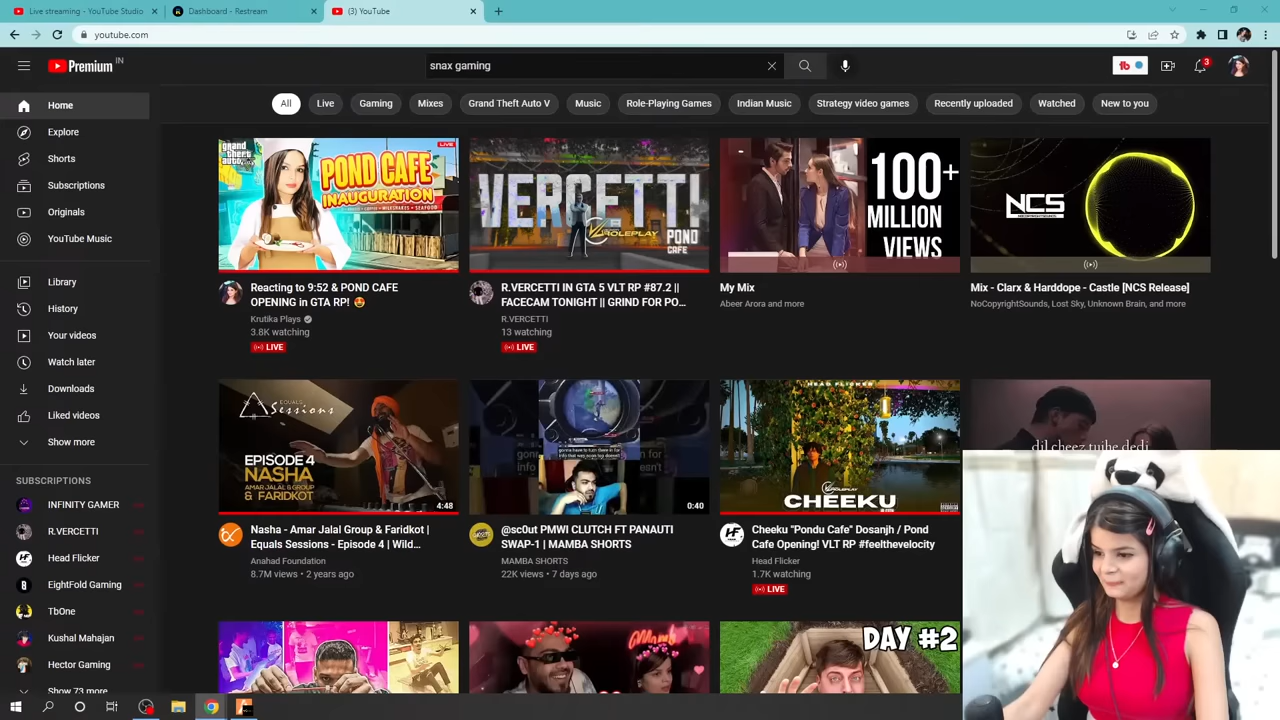 Live streaming - YouTube Studio
Dashboard - Restream
(3) YouTube
youtube.com
Premium IN
snax gaming
3
Home
Explore
Shorts
Subscriptions
Originals
YouTube Music
Library
History
Your videos
Watch later
Downloads
Liked videos
Show more
SUBSCRIPTIONS
INFINITY GAMER
R.VERCETTI
Head Flicker
EightFold Gaming
TbOne
Kushal Mahajan
Hector Gaming
Show 73 more
All
Live
Gaming
Mixes
Grand Theft Auto V
Music
Role-Playing Games
Indian Music
Strategy video games
Recently uploaded
Watched
New to you
grand theft auto
LIVE
POND CAFE
INAUGURATION
Reacting to 9:52 & POND CAFE
OPENING in GTA RP! 🤩
Krutika Plays
3.8K watching
LIVE
VERCETTI
ROLEPLAY
POND
CAFE
R.VERCETTI IN GTA 5 VLT RP #87.2 ||
FACECAM TONIGHT || GRIND FOR PO...
R.VERCETTI
13 watching
LIVE
100+
MILLION
VIEWS
My Mix
Abeer Arora and more
NCS
Mix - Clarx & Harddope - Castle [NCS Release]
NoCopyrightSounds, Lost Sky, Unknown Brain, and more
EQUALS
Sessions
EPISODE 4
NASHA
AMAR JALAL GROUP
& FARIDKOT
4:48
Nasha - Amar Jalal Group & Faridkot |
Equals Sessions - Episode 4 | Wild...
Anahad Foundation
8.7M views • 2 years ago
0:40
@sc0ut PMWI CLUTCH FT PANAUTI
SWAP-1 | MAMBA SHORTS
MAMBA SHORTS
22K views • 7 days ago
HEAD FLICKER
ROLEPLAY
CHEEKU
Cheeku "Pondu Cafe" Dosanjh / Pond
Cafe Opening! VLT RP #feelthevelocity
Head Flicker
1.7K watching
LIVE
dil cheez tujhe dedi
DAY #2